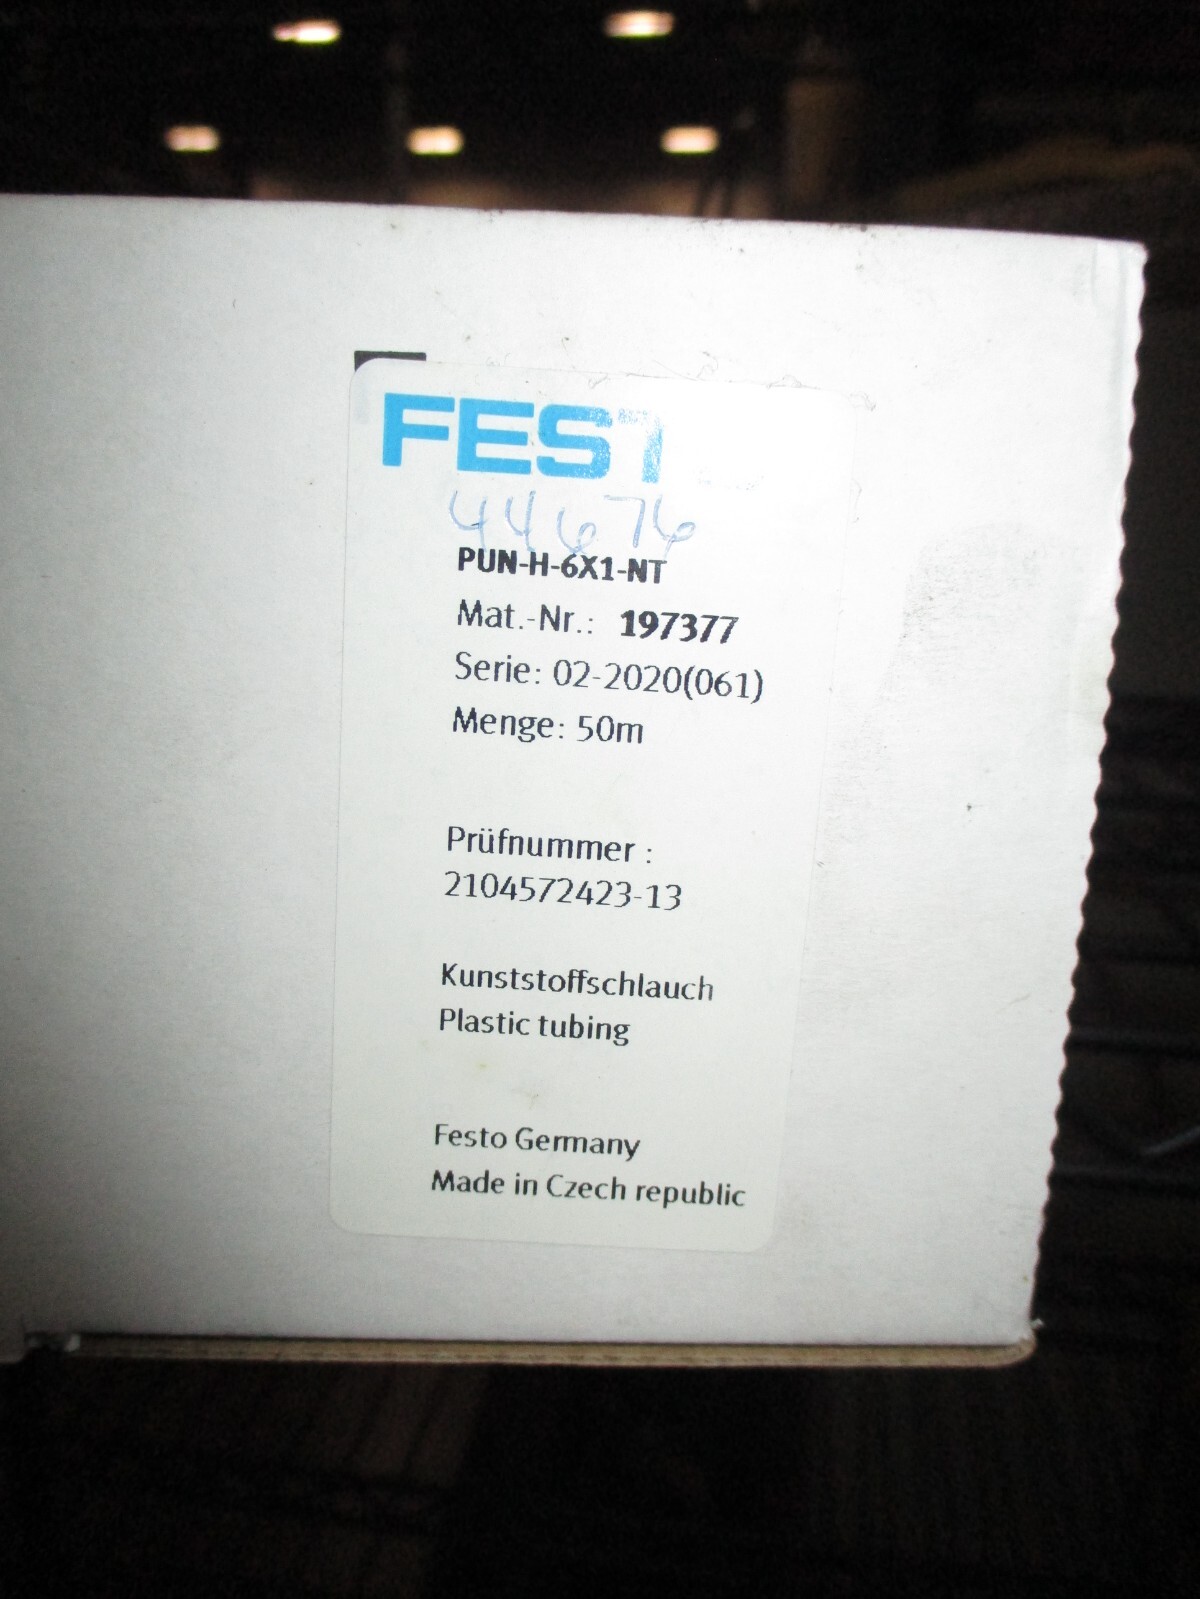 FEST
44676
PUN-H-6X1-NT
Mat.-Nr.: 197377
Serie: 02-2020(061)
Menge: 50m
Prüfnummer :
2104572423-13
Kunststoffschlauch
Plastic tubing
Festo Germany
Made in Czech republic